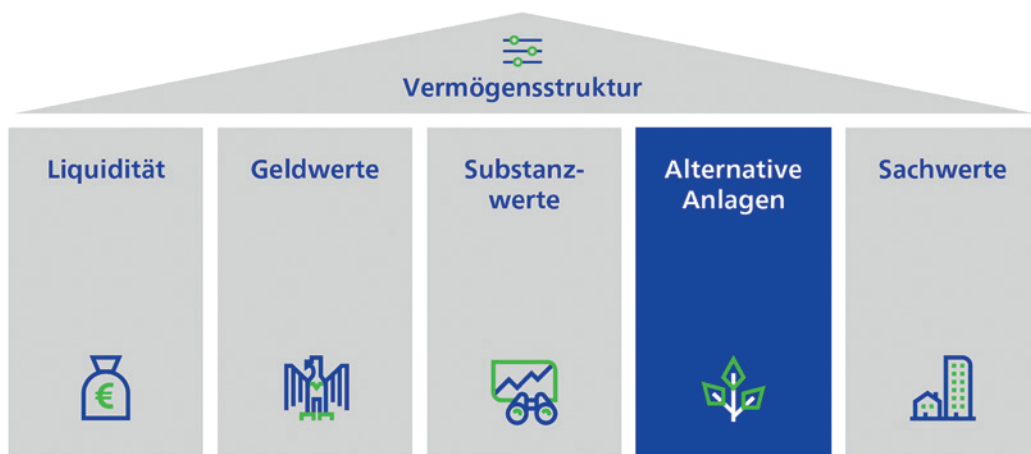 Vermögensstruktur
Liquidität
Geldwerte
Substanz-
werte
Alternative
Anlagen
Sachwerte
€